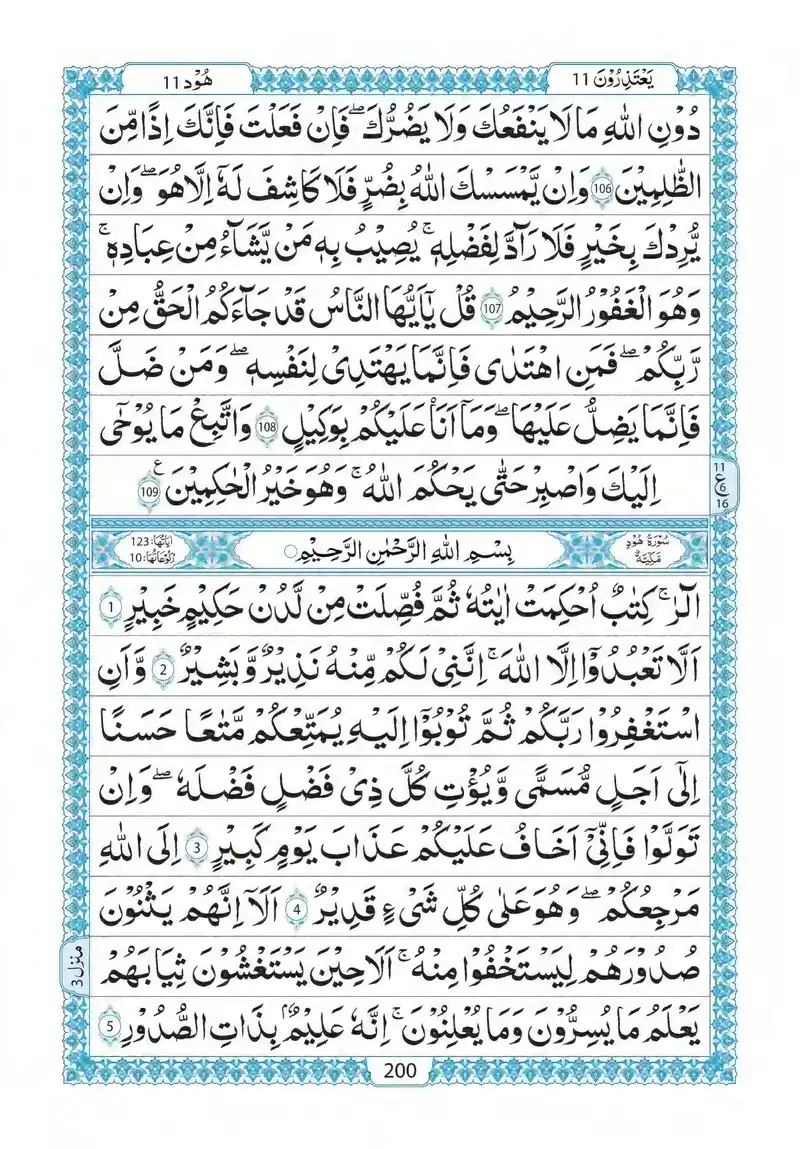 يَعْتَذِرُوْنَ 11
هُوْد 11
دُوْنِ اللّٰهِ مَا لَا يَنْفَعُكَ وَلَا يَضُرُّكَ ۖ فَاِنْ فَعَلْتَ فَاِنَّكَ اِذًا مِّنَ
الظّٰلِمِيْنَ 106 وَاِنْ يَّمْسَسْكَ اللّٰهُ بِضُرٍّ فَلَا كَاشِفَ لَهٗۤ اِلَّا هُوَ ۖ وَاِنْ
يُّرِدْكَ بِخَيْرٍ فَلَا رَآدَّ لِفَضْلِهٖ ۚ يُصِيْبُ بِهٖ مَنْ يَّشَآءُ مِنْ عِبَادِهٖ ۚ
وَهُوَ الْغَفُوْرُ الرَّحِيْمُ 107 قُلْ يٰۤاَيُّهَا النَّاسُ قَدْ جَآءَكُمُ الْحَقُّ مِنْ
رَّبِّكُمْ ۖ فَمَنِ اهْتَدٰى فَاِنَّمَا يَهْتَدِىْ لِنَفْسِهٖ ۖ وَمَنْ ضَلَّ
فَاِنَّمَا يَضِلُّ عَلَيْهَا ۖ وَمَاۤ اَنَا۠ عَلَيْكُمْ بِوَكِيْلٍ 108 وَاتَّبِعْ مَا يُوْحٰۤى
اِلَيْكَ وَاصْبِرْ حَتّٰى يَحْكُمَ اللّٰهُ ۚ وَهُوَ خَيْرُ الْحٰكِمِيْنَ 109 ع
11
ع
6
16
سُوْرَةُ هُوْدٍ
مَكِّيَّةٌ
بِسْمِ اللّٰهِ الرَّحْمٰنِ الرَّحِيْمِ
اٰيَاتُهَا: 123
رُكُوْعَاتُهَا: 10
الٓرٰ ۚ كِتٰبٌ اُحْكِمَتْ اٰيٰتُهٗ ثُمَّ فُصِّلَتْ مِنْ لَّدُنْ حَكِيْمٍ خَبِيْرٍ 1
اَلَّا تَعْبُدُوْۤا اِلَّا اللّٰهَ ۚ اِنَّنِىْ لَكُمْ مِّنْهُ نَذِيْرٌ وَّبَشِيْرٌ 2 وَّاَنِ
اسْتَغْفِرُوْا رَبَّكُمْ ثُمَّ تُوْبُوْۤا اِلَيْهِ يُمَتِّعْكُمْ مَّتٰعًا حَسَنًا
اِلٰٓى اَجَلٍ مُّسَمًّى وَّيُؤْتِ كُلَّ ذِىْ فَضْلٍ فَضْلَهٗ ۖ وَاِنْ
تَوَلَّوْا فَاِنِّىْۤ اَخَافُ عَلَيْكُمْ عَذَابَ يَوْمٍ كَبِيْرٍ 3 اِلَى اللّٰهِ
مَرْجِعُكُمْ ۖ وَهُوَ عَلٰى كُلِّ شَىْءٍ قَدِيْرٌ 4 اَلَاۤ اِنَّهُمْ يَثْنُوْنَ
صُدُوْرَهُمْ لِيَسْتَخْفُوْا مِنْهُ ۚ اَلَا حِيْنَ يَسْتَغْشُوْنَ ثِيَابَهُمْ
يَعْلَمُ مَا يُسِرُّوْنَ وَمَا يُعْلِنُوْنَ ۚ اِنَّهٗ عَلِيْمٌۢ بِذَاتِ الصُّدُوْرِ 5
منزل 3
200